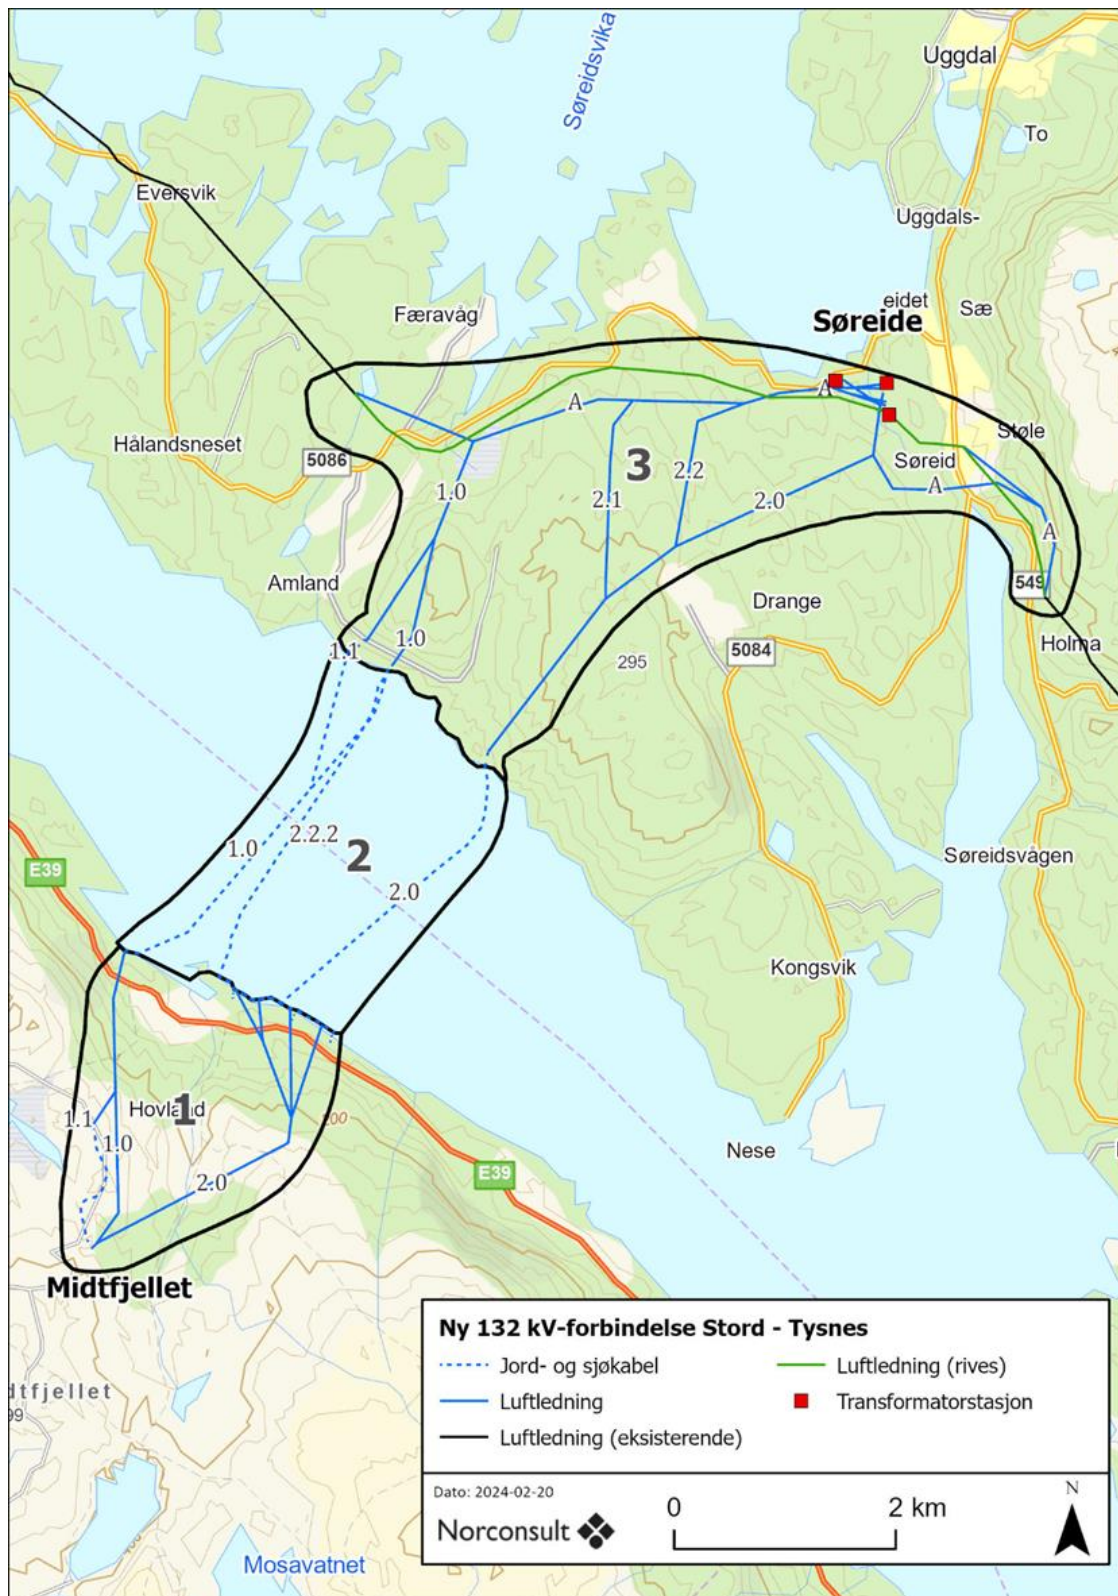 Uggdal
Søreidsvika
To
Eversvik
Uggdals-
eidet
Sæ
Færavåg
Søreide
A
A
Hålandsneset
5086
Støle
3
Søreid
2.2
1.0
2.1
2.0
A
A
Amland
549
Drange
1.0
1.1
Holma
5084
295
2.2.2
1.0
2
E39
Søreidsvågen
2.0
Kongsvik
Hovland
1
1.1
1.0
Nese
E39
2.0
Midtfjellet
Ny 132 kV-forbindelse Stord - Tysnes
Jord- og sjøkabel
Luftledning
Luftledning (eksisterende)
Luftledning (rives)
Transformatorstasjon
dtfjellet
99
Dato: 2024-02-20
Norconsult
0
2 km
N
Mosavatnet